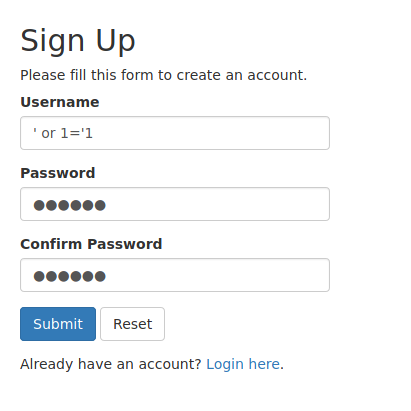 Sign Up
Please fill this form to create an account.
Username
' or 1='1
Password
●●●●●●
Confirm Password
●●●●●●
Submit Reset
Already have an account? Login here.